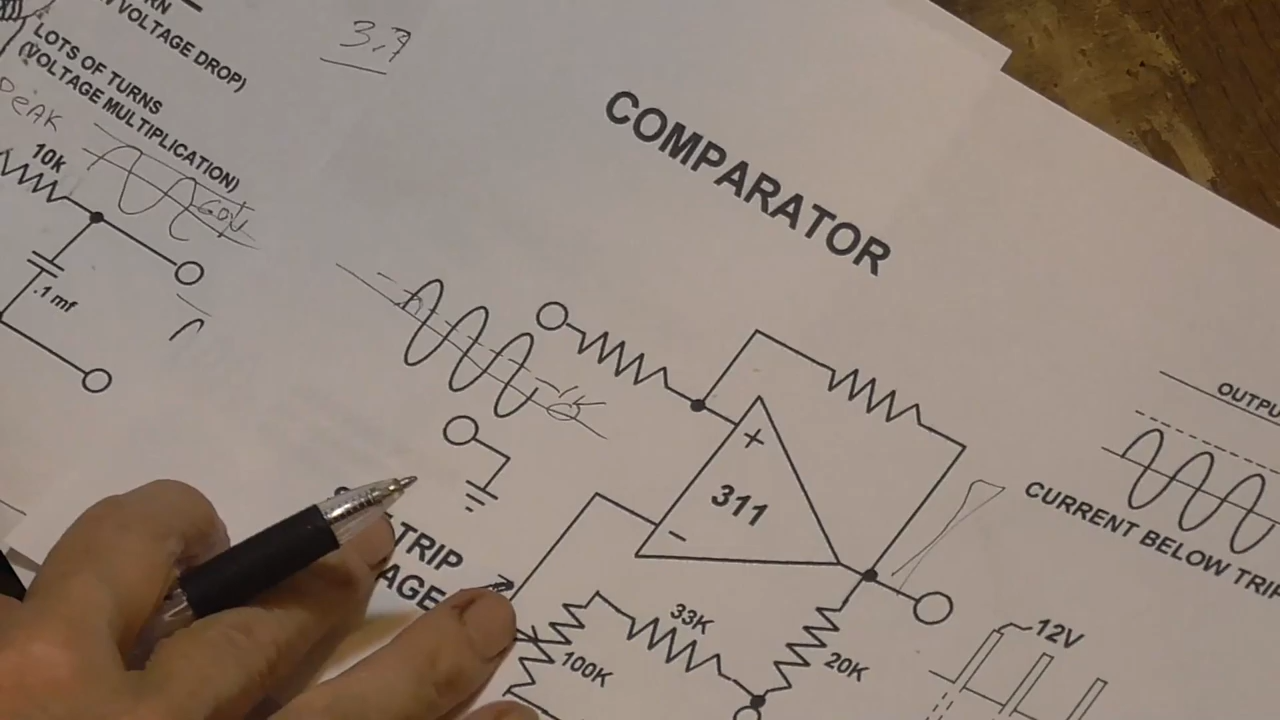 RN
VOLTAGE DROP)
LOTS OF TURNS
(VOLTAGE MULTIPLICATION)
PEAK
10k
.1 mf
3.7
COMPARATOR
+
311
-
TRIP
AGE
33K
100K
20K
OUTPU
CURRENT BELOW TRIP
12V